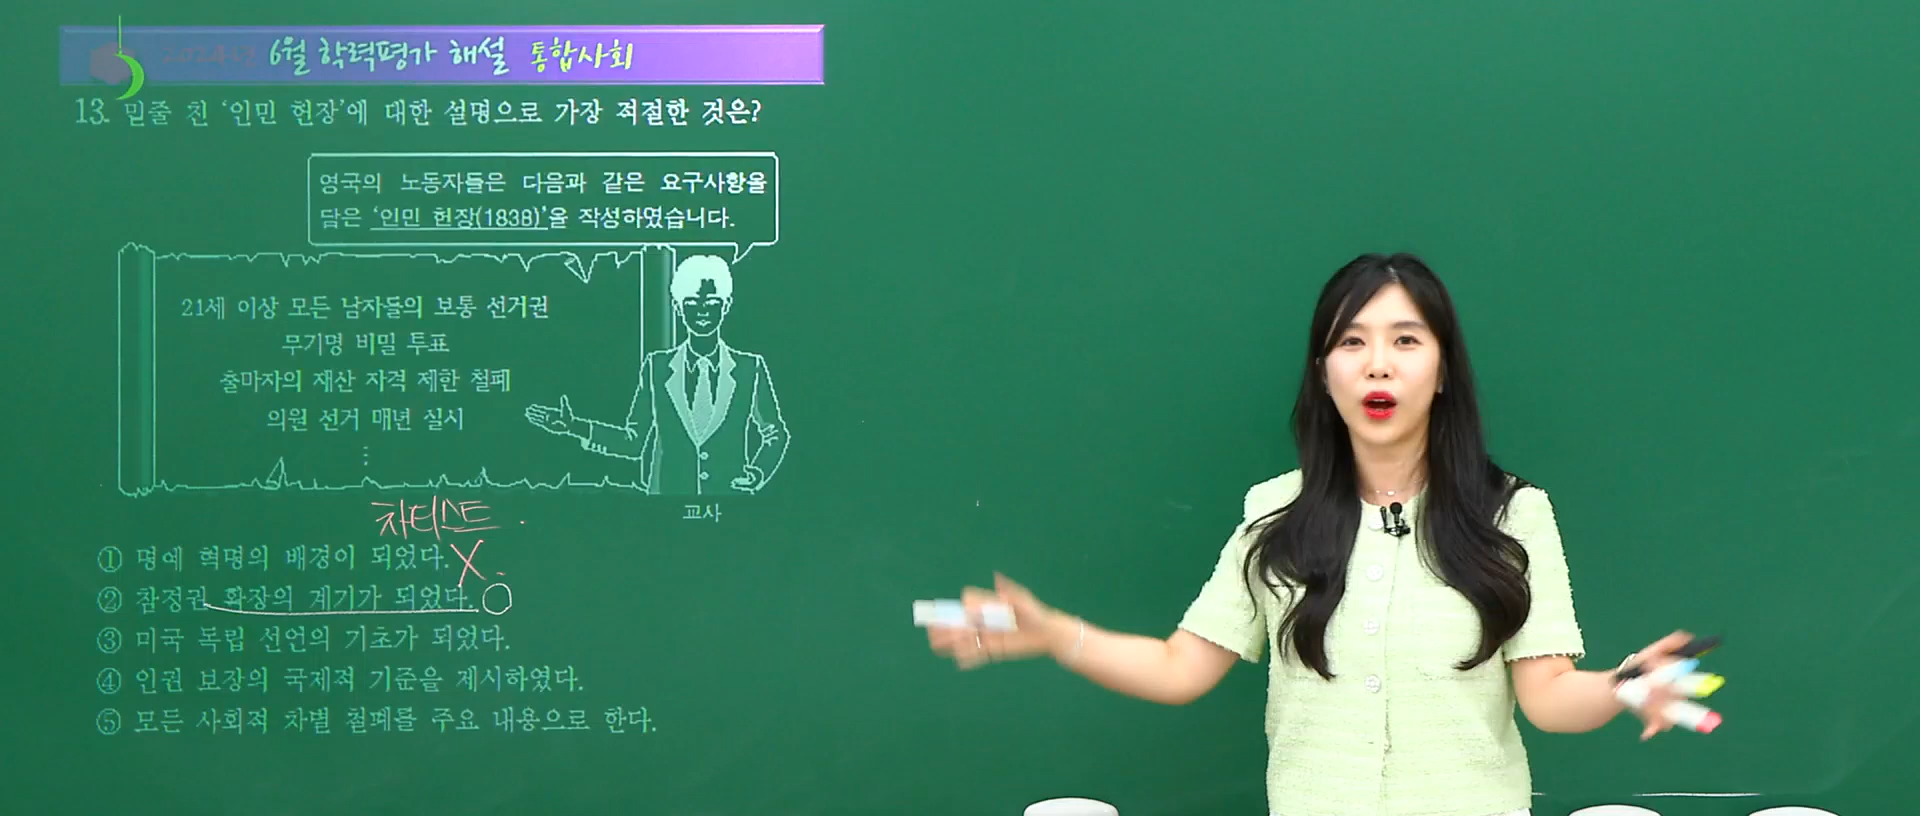 2024년 6월 학력평가 해설 통합사회
13. 밑줄 친 ‘인민 헌장’에 대한 설명으로 가장 적절한 것은?
영국의 노동자들은 다음과 같은 요구사항을
담은 ‘인민 헌장(1838)’을 작성하였습니다.
21세 이상 모든 남자들의 보통 선거권
무기명 비밀 투표
출마자의 재산 자격 제한 철폐
의원 선거 매년 실시
⋮
교사
차티스트.
① 명예 혁명의 배경이 되었다. X.
② 참정권 확장의 계기가 되었다. ○
③ 미국 독립 선언의 기초가 되었다.
④ 인권 보장의 국제적 기준을 제시하였다.
⑤ 모든 사회적 차별 철폐를 주요 내용으로 한다.